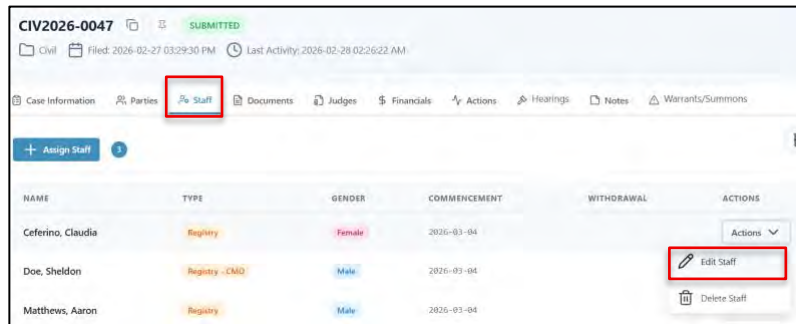 CIV2026-0047 SUBMITTED
Civil Filed: 2026-02-27 03:29:30 PM Last Activity: 2026-02-28 02:26:22 AM
Case Information Parties Staff Documents Judges $ Financials Actions Hearings Notes Warrants/Summons
+ Assign Staff 3
NAME TYPE GENDER COMMENCEMENT WITHDRAWAL ACTIONS
Ceferino, Claudia Registry Female 2026-03-04 Actions
Edit Staff
Doe, Sheldon Registry - CMO Male 2026-03-04
Delete Staff
Matthews, Aaron Registry Male 2026-03-04